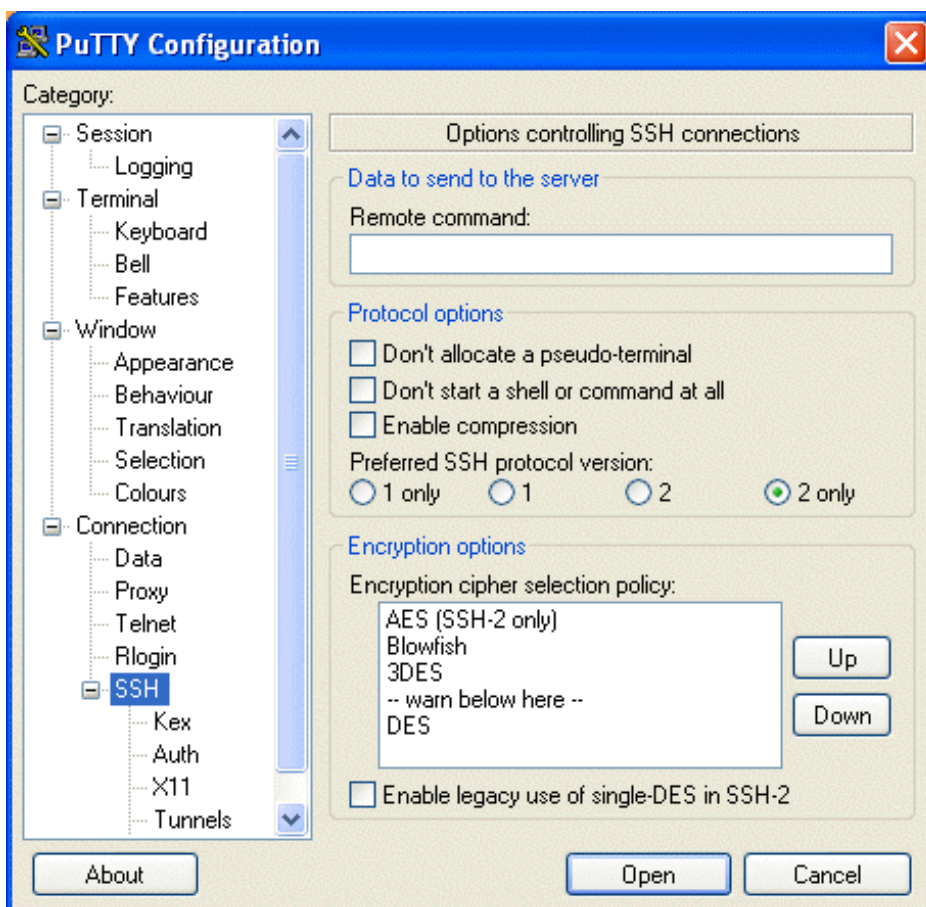 PuTTY Configuration
Category:
Session
Logging
Terminal
Keyboard
Bell
Features
Window
Appearance
Behaviour
Translation
Selection
Colours
Connection
Data
Proxy
Telnet
Rlogin
SSH
Kex
Auth
X11
Tunnels
Options controlling SSH connections
Data to send to the server
Remote command:
Protocol options
Don't allocate a pseudo-terminal
Don't start a shell or command at all
Enable compression
Preferred SSH protocol version:
1 only 1 2 2 only
Encryption options
Encryption cipher selection policy:
AES (SSH-2 only)
Blowfish
3DES
-- warn below here --
DES
Up
Down
Enable legacy use of single-DES in SSH-2
About
Open
Cancel